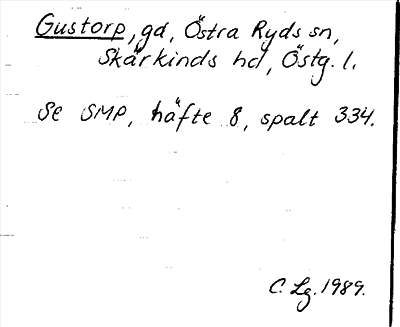 Gustorp, gd, Östra Ryds sn,
Skärkinds hd, Östg. l.
Se SMP, häfte 8, spalt 334.
C. Lg. 1989.